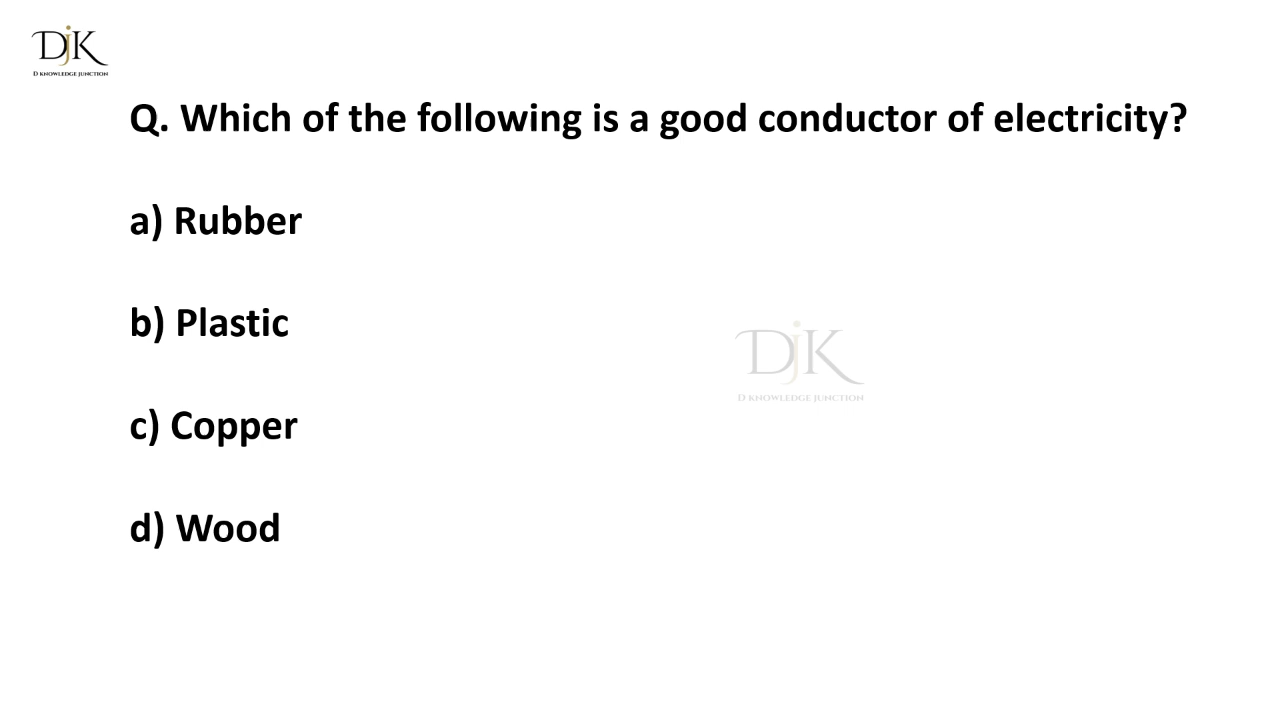 DjK
D KNOWLEDGE JUNCTION
Q. Which of the following is a good conductor of electricity?
a) Rubber
b) Plastic
DjK
D KNOWLEDGE JUNCTION
c) Copper
d) Wood